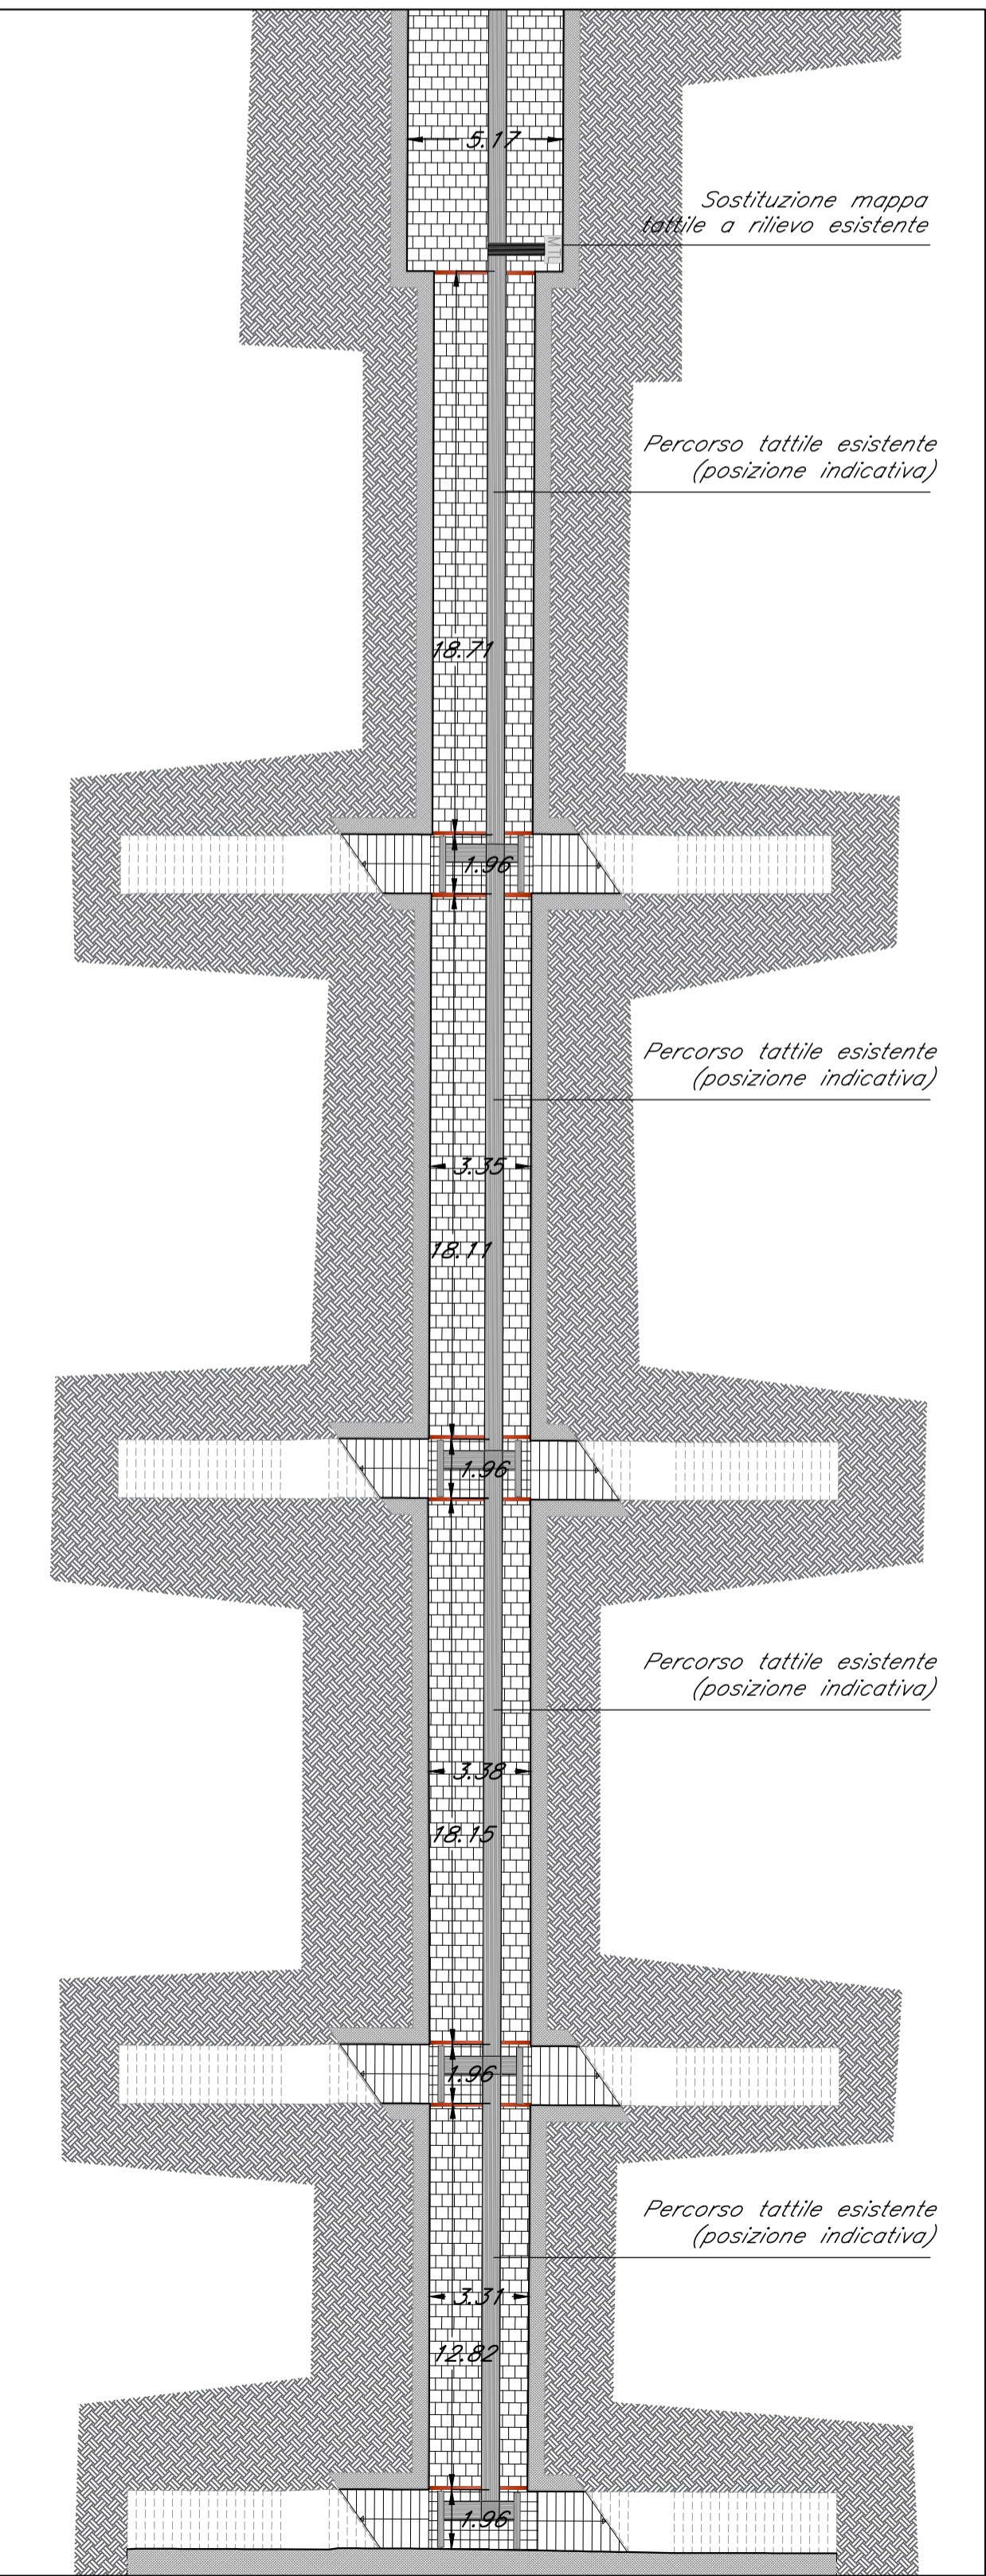 5.17
Sostituzione mappa
tattile a rilievo esistente
MTL
Percorso tattile esistente
(posizione indicativa)
18.71
1.96
Percorso tattile esistente
(posizione indicativa)
3.35
18.11
1.96
Percorso tattile esistente
(posizione indicativa)
3.38
18.15
1.96
Percorso tattile esistente
(posizione indicativa)
3.31
12.82
1.96